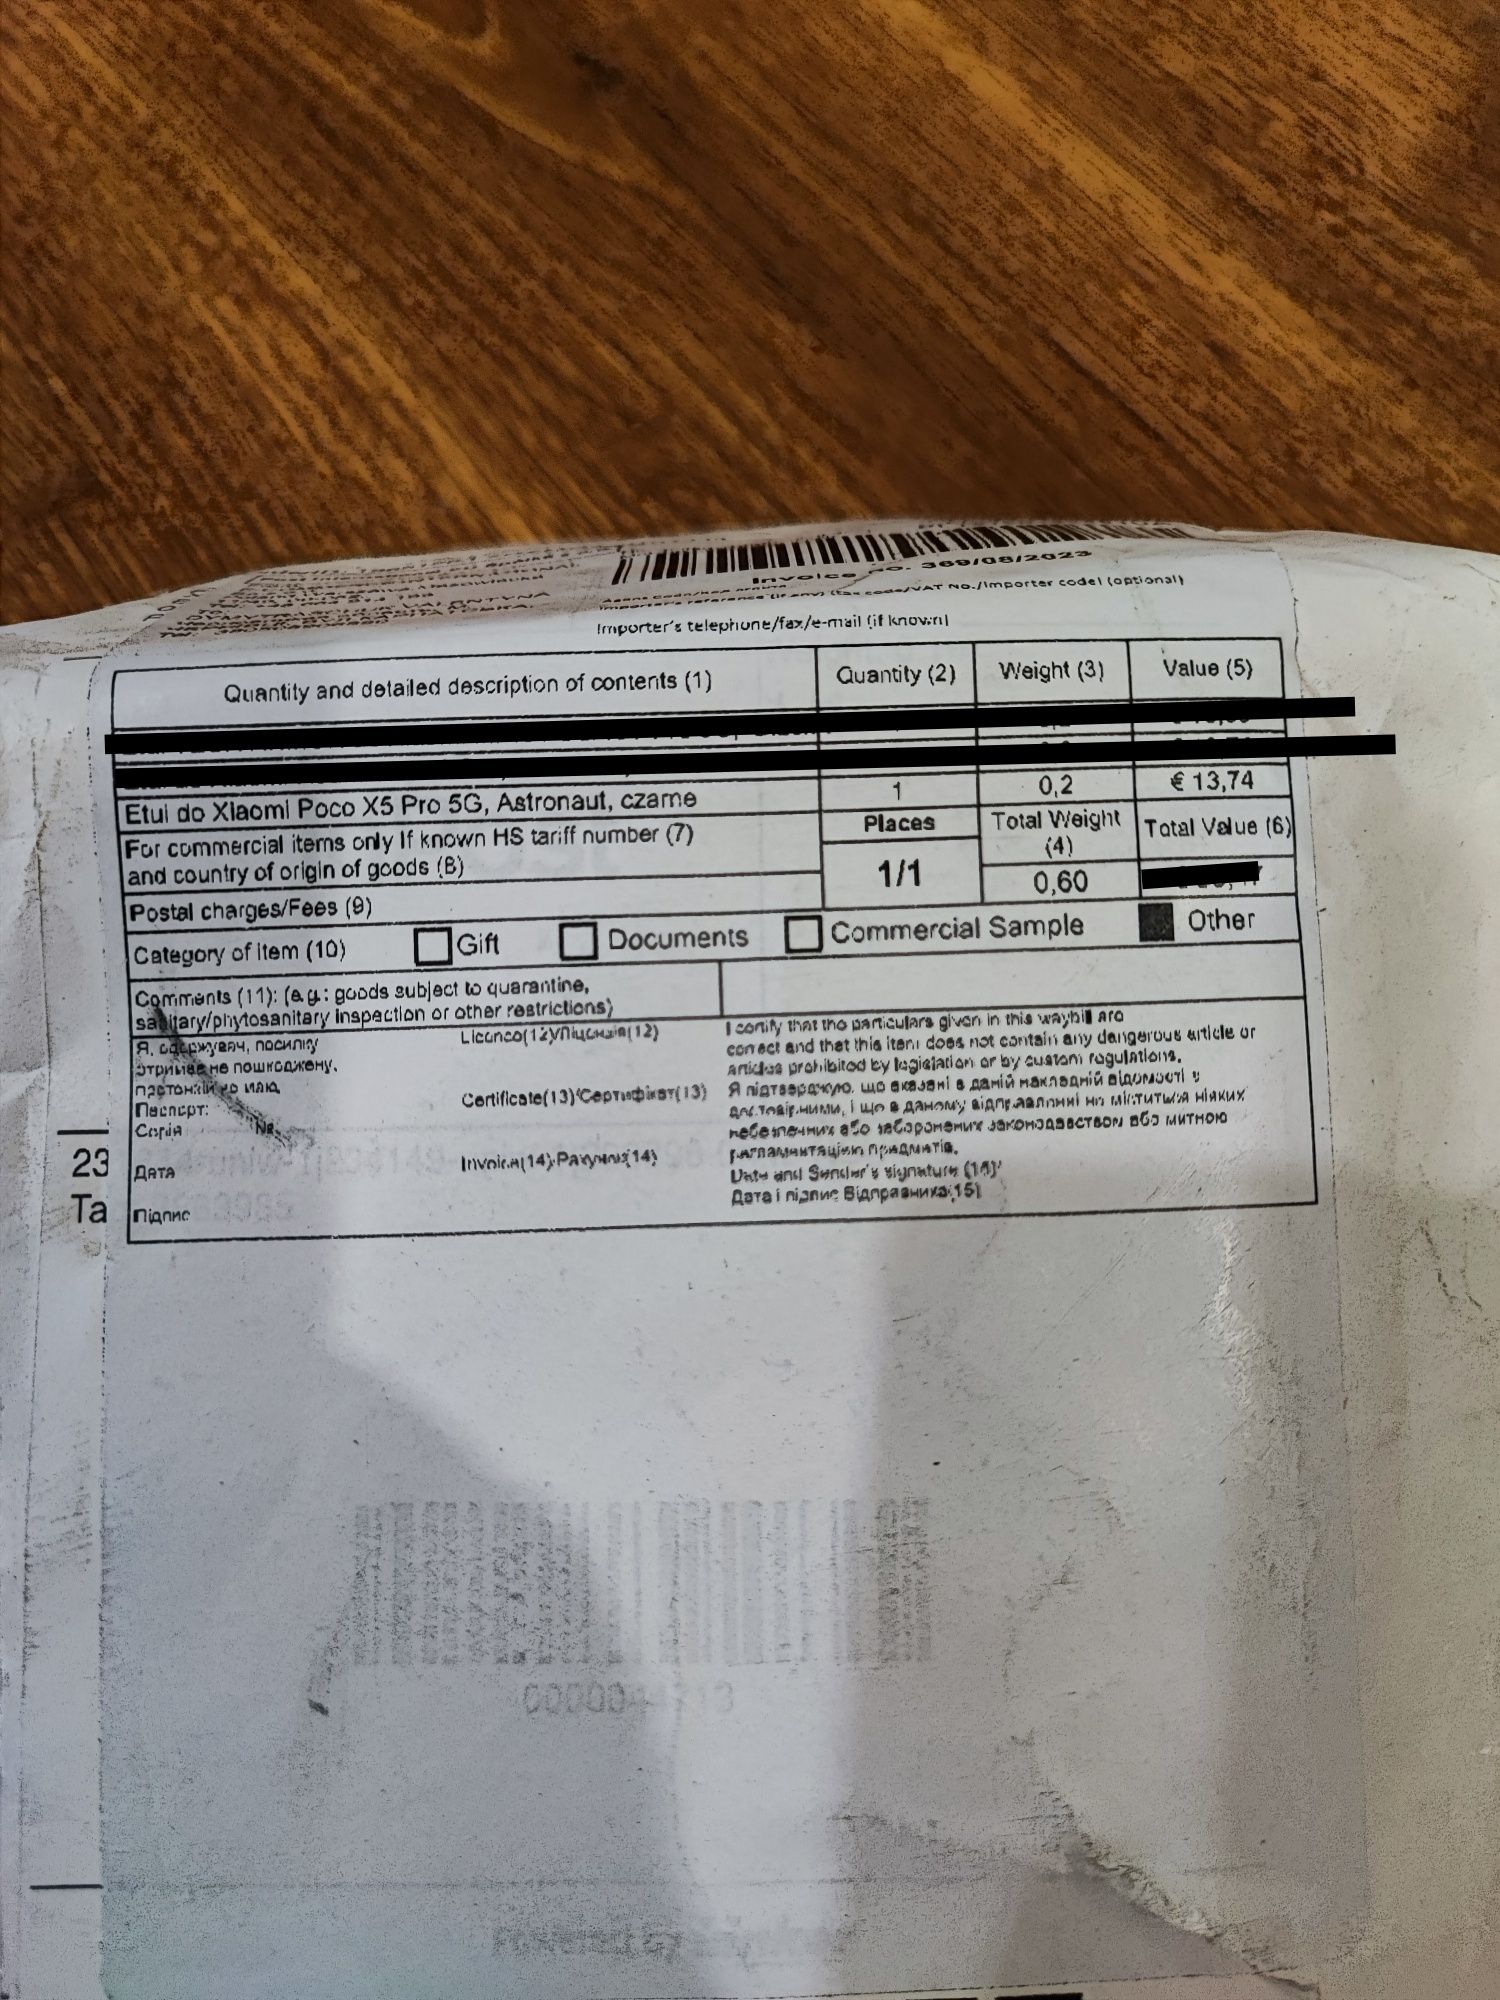 Invoice no. 369/08/2023
VAT No./Importer code) (optional)
Importer's telephone/fax/e-mail (if known)
Quantity and detailed description of contents (1)
Quantity (2)
Weight (3)
Value (5)
Etui do Xiaomi Poco X5 Pro 5G, Astronaut, czarne
1
0,2
€ 13,74
For commercial items only If known HS tariff number (7)
and country of origin of goods (8)
Places
1/1
Total Weight
(4)
0,60
Total Value (6)
Postal charges/Fees (9)
Category of item (10)
Gift
Documents
Commercial Sample
Other
Comments (11): (e.g.: goods subject to quarantine,
sanitary/phytosanitary inspection or other restrictions)
Я, одержувач, посилку
отримав не пошкоджену,
претензій не маю,
Паспорт:
Серія
№
Дата
Підпис
Licence(12)/Ліцензія(12)
Certificate(13)/Сертифікат(13)
Invoice(14)/Рахунок(14)
I certify that the particulars given in this waybill are
correct and that this item does not contain any dangerous article or
articles prohibited by legislation or by custom regulations.
Я підтверджую, що вказані в даній накладній відомості є
достовірними, і що в даному відправленні не міститься ніяких
небезпечних або заборонених законодавством або митною
регламентацією предметів.
Date and Sender's signature (15)/
Дата і підпис Відправника(15)
23
Ta